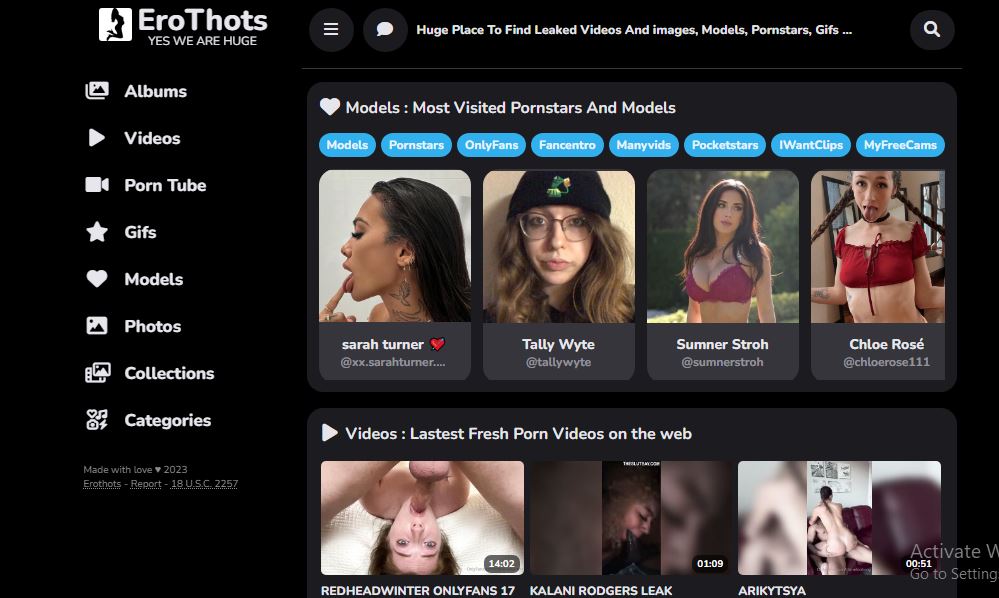 EroThots
YES WE ARE HUGE
Huge Place To Find Leaked Videos And images, Models, Pornstars, Gifs ...
Albums
Videos
Porn Tube
Gifs
Models
Photos
Collections
Categories
Made with love ♥ 2023
Erothots - Report - 18 U.S.C. 2257
Models : Most Visited Pornstars And Models
Models Pornstars OnlyFans Fancentro Manyvids Pocketstars IWantClips MyFreeCams
sarah turner Tally Wyte Sumner Stroh Chloe Rosé
@xx.sarahturner.... @tallywyte @sumnerstroh @chloerose111
Videos : Lastest Fresh Porn Videos on the web
14:02 01:09 00:51
REDHEADWINTER ONLYFANS 17 KALANI RODGERS LEAK ARIKYTSYA
Activate W
Go to Setting